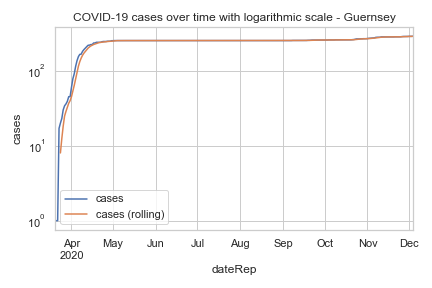 COVID-19 cases over time with logarithmic scale - Guernsey
cases
10²
10¹
10⁰
cases
cases (rolling)
Apr May Jun Jul Aug Sep Oct Nov Dec
2020
dateRep